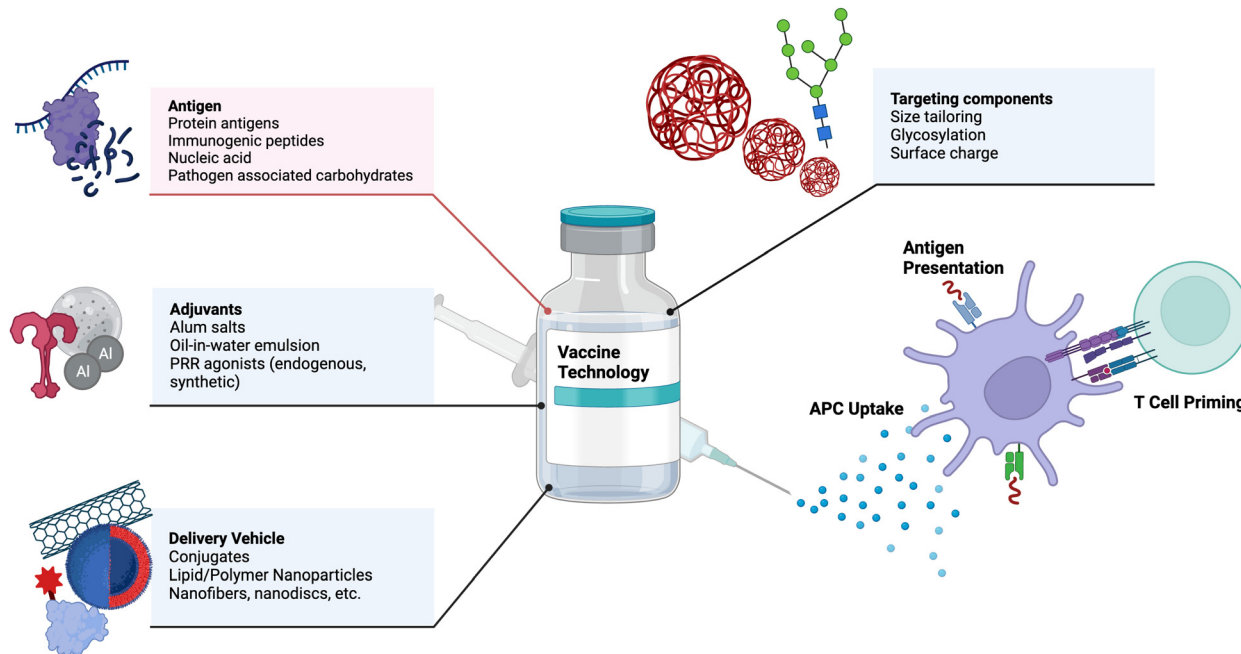 Antigen
Protein antigens
Immunogenic peptides
Nucleic acid
Pathogen associated carbohydrates
Targeting components
Size tailoring
Glycosylation
Surface charge
Adjuvants
Alum salts
Oil-in-water emulsion
PRR agonists (endogenous,
synthetic)
Al
Al
Vaccine
Technology
Antigen
Presentation
APC Uptake
T Cell Priming
Delivery Vehicle
Conjugates
Lipid/Polymer Nanoparticles
Nanofibers, nanodiscs, etc.